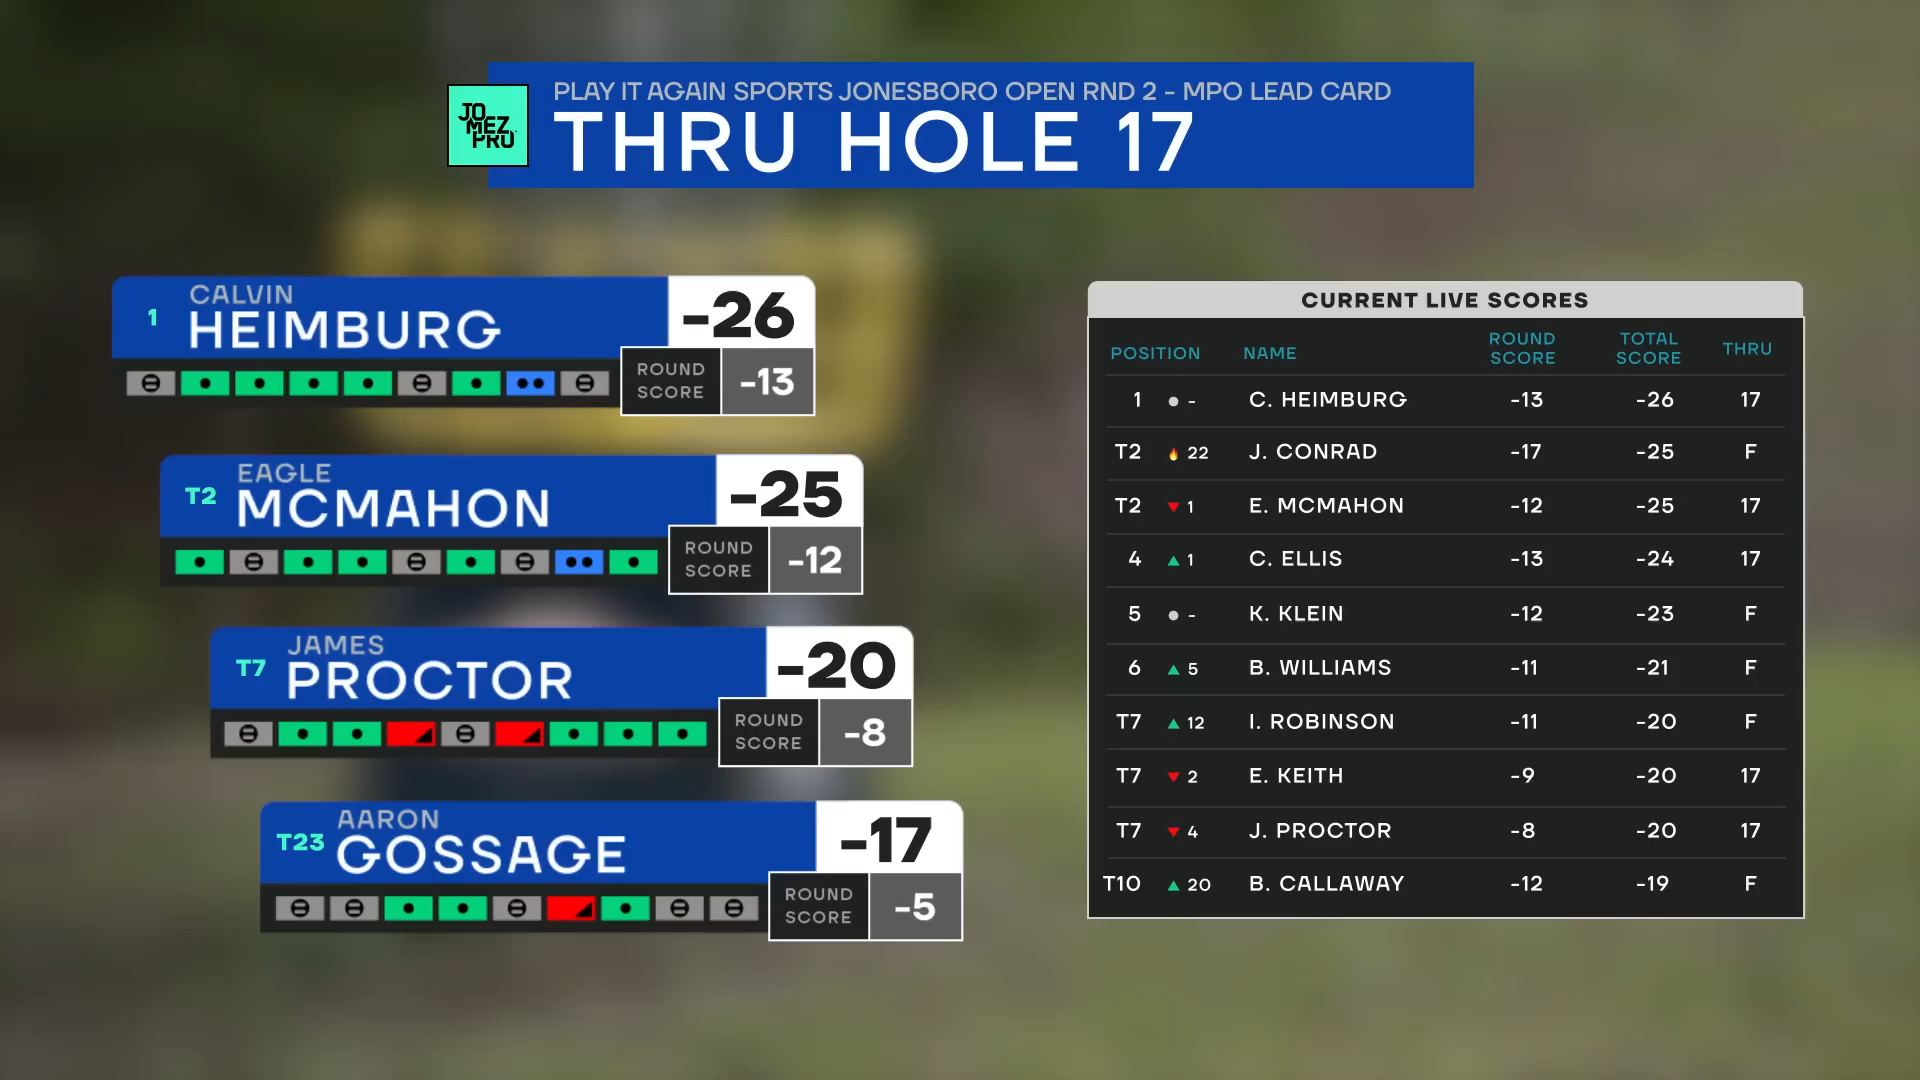 JO
MEZ
PRO
PLAY IT AGAIN SPORTS JONESBORO OPEN RND 2 - MPO LEAD CARD
THRU HOLE 17
1 CALVIN
HEIMBURG
-26
ROUND
SCORE
-13
T2 EAGLE
MCMAHON
-25
ROUND
SCORE
-12
T7 JAMES
PROCTOR
-20
ROUND
SCORE
-8
T23 AARON
GOSSAGE
-17
ROUND
SCORE
-5
CURRENT LIVE SCORES
POSITION NAME ROUND SCORE TOTAL SCORE THRU
1 - C. HEIMBURG -13 -26 17
T2 22 J. CONRAD -17 -25 F
T2 1 E. MCMAHON -12 -25 17
4 1 C. ELLIS -13 -24 17
5 - K. KLEIN -12 -23 F
6 5 B. WILLIAMS -11 -21 F
T7 12 I. ROBINSON -11 -20 F
T7 2 E. KEITH -9 -20 17
T7 4 J. PROCTOR -8 -20 17
T10 20 B. CALLAWAY -12 -19 F